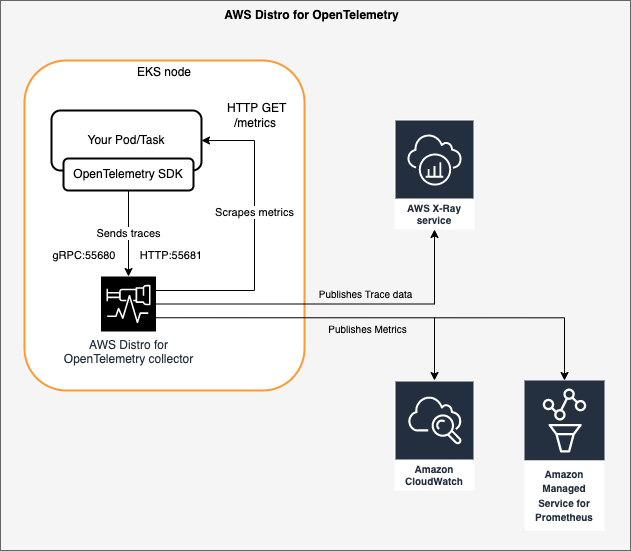 AWS Distro for OpenTelemetry
EKS node
HTTP GET
/metrics
Your Pod/Task
OpenTelemetry SDK
Scrapes metrics
Sends traces
gRPC:55680
HTTP:55681
AWS Distro for
OpenTelemetry collector
AWS X-Ray
service
Publishes Trace data
Publishes Metrics
Amazon
CloudWatch
Amazon
Managed
Service for
Prometheus